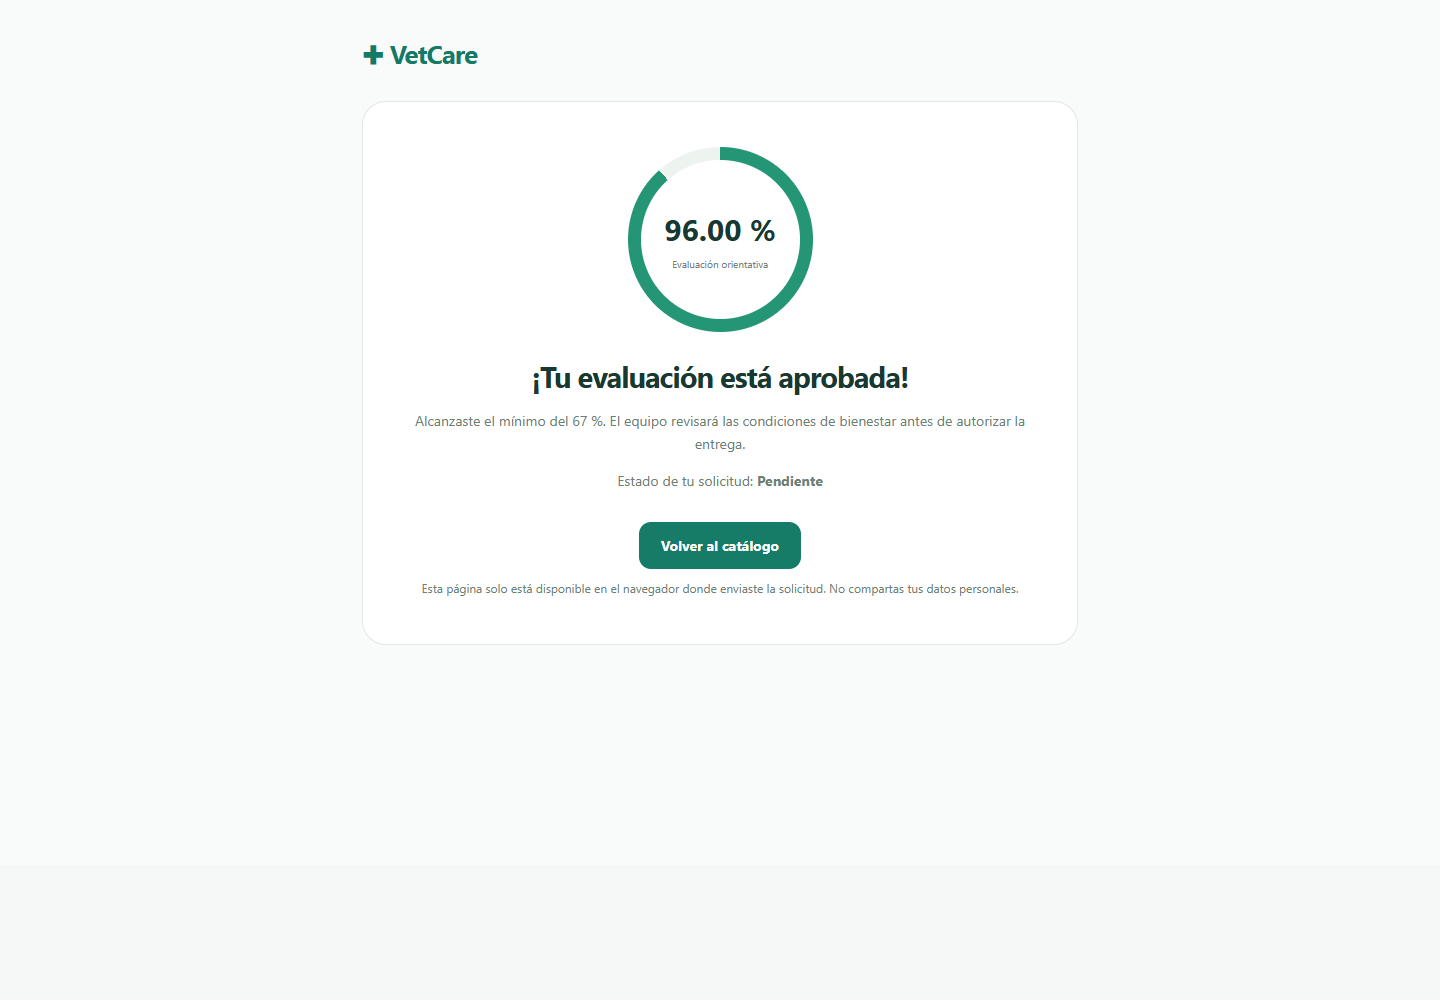 ✚ VetCare
96.00 %
Evaluación orientativa
¡Tu evaluación está aprobada!
Alcanzaste el mínimo del 67 %. El equipo revisará las condiciones de bienestar antes de autorizar la
entrega.
Estado de tu solicitud: Pendiente
Volver al catálogo
Esta página solo está disponible en el navegador donde enviaste la solicitud. No compartas tus datos personales.